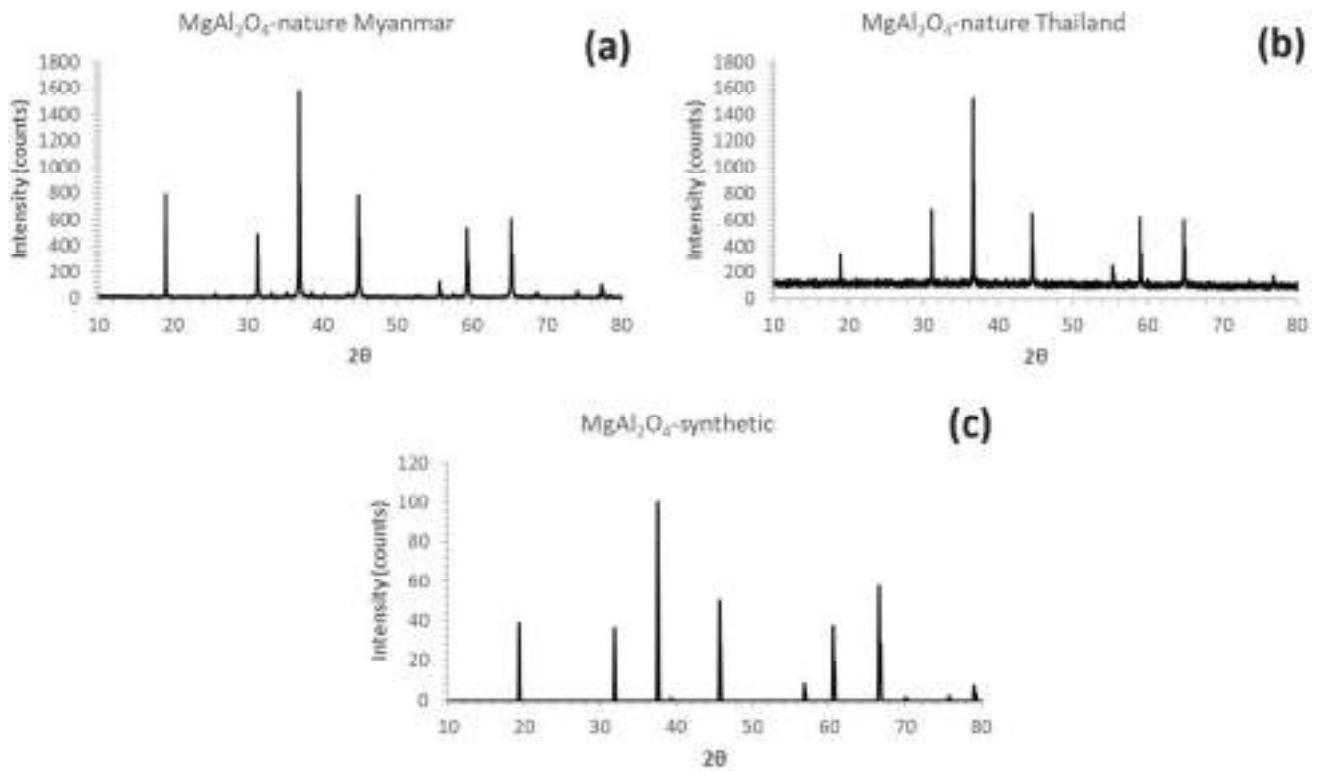 MgAl₂O₄-nature Myanmar
(a)
Intensity (counts)
1800
1600
1400
1200
1000
800
600
400
200
0
10 20 30 40 50 60 70 80
2θ
MgAl₂O₄-nature Thailand
(b)
Intensity (counts)
1800
1600
1400
1200
1000
800
600
400
200
0
10 20 30 40 50 60 70 80
2θ
MgAl₂O₄-synthetic
(c)
Intensity (counts)
120
100
80
60
40
20
0
10 20 30 40 50 60 70 80
2θ